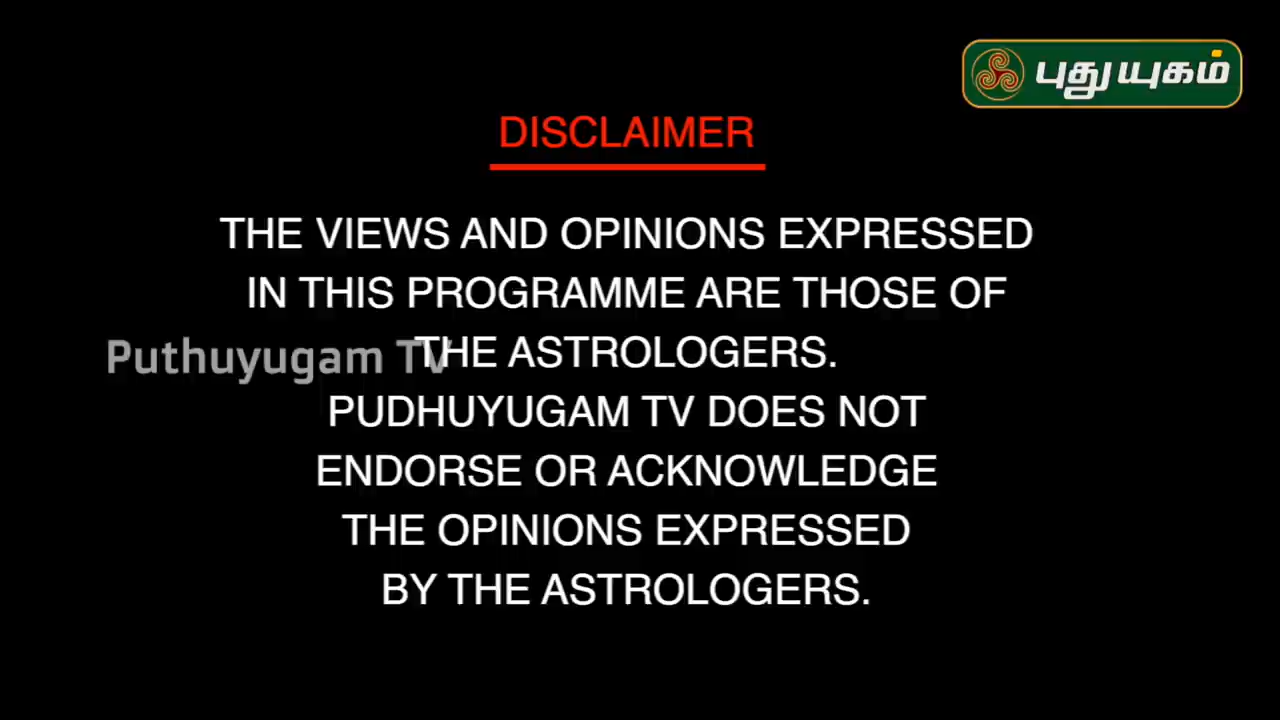 புதுயுகம்
DISCLAIMER
THE VIEWS AND OPINIONS EXPRESSED
IN THIS PROGRAMME ARE THOSE OF
THE ASTROLOGERS.
Puthuyugam TV
PUDHUYUGAM TV DOES NOT
ENDORSE OR ACKNOWLEDGE
THE OPINIONS EXPRESSED
BY THE ASTROLOGERS.